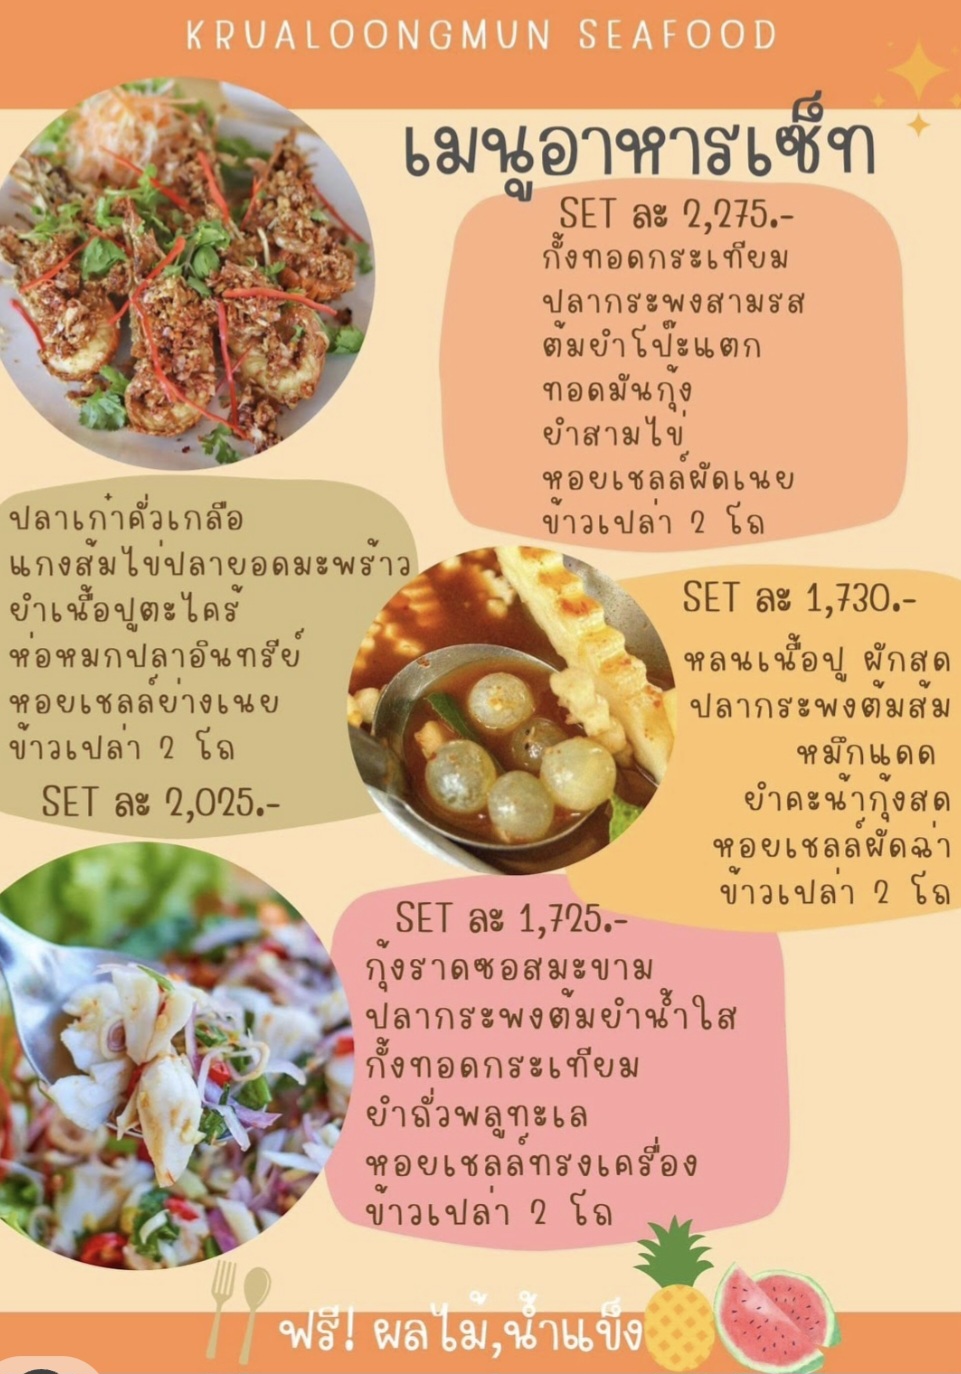 KRUALOONGMUN SEAFOOD
เมนูอาหารเซ็ท
SET ละ 2,275.-
กั้งทอดกระเทียม
ปลากระพงสามรส
ต้มยำโป๊ะแตก
ทอดมันกุ้ง
ยำสามไข่
หอยเชลล์ผัดเนย
ข้าวเปล่า 2 โถ
ปลาเก๋าคั่วเกลือ
แกงส้มไข่ปลายอดมะพร้าว
ยำเนื้อปูตะไคร้
ห่อหมกปลาอินทรีย์
หอยเชลล์ย่างเนย
ข้าวเปล่า 2 โถ
SET ละ 2,025.-
SET ละ 1,730.-
หลนเนื้อปู ผักสด
ปลากระพงต้มส้ม
หมึกแดด
ยำคะน้ากุ้งสด
หอยเชลล์ผัดฉ่า
ข้าวเปล่า 2 โถ
SET ละ 1,725.-
กุ้งราดซอสมะขาม
ปลากระพงต้มยำน้ำใส
กั้งทอดกระเทียม
ยำถั่วพลูทะเล
หอยเชลล์ทรงเครื่อง
ข้าวเปล่า 2 โถ
ฟรี! ผลไม้,น้ำแข็ง